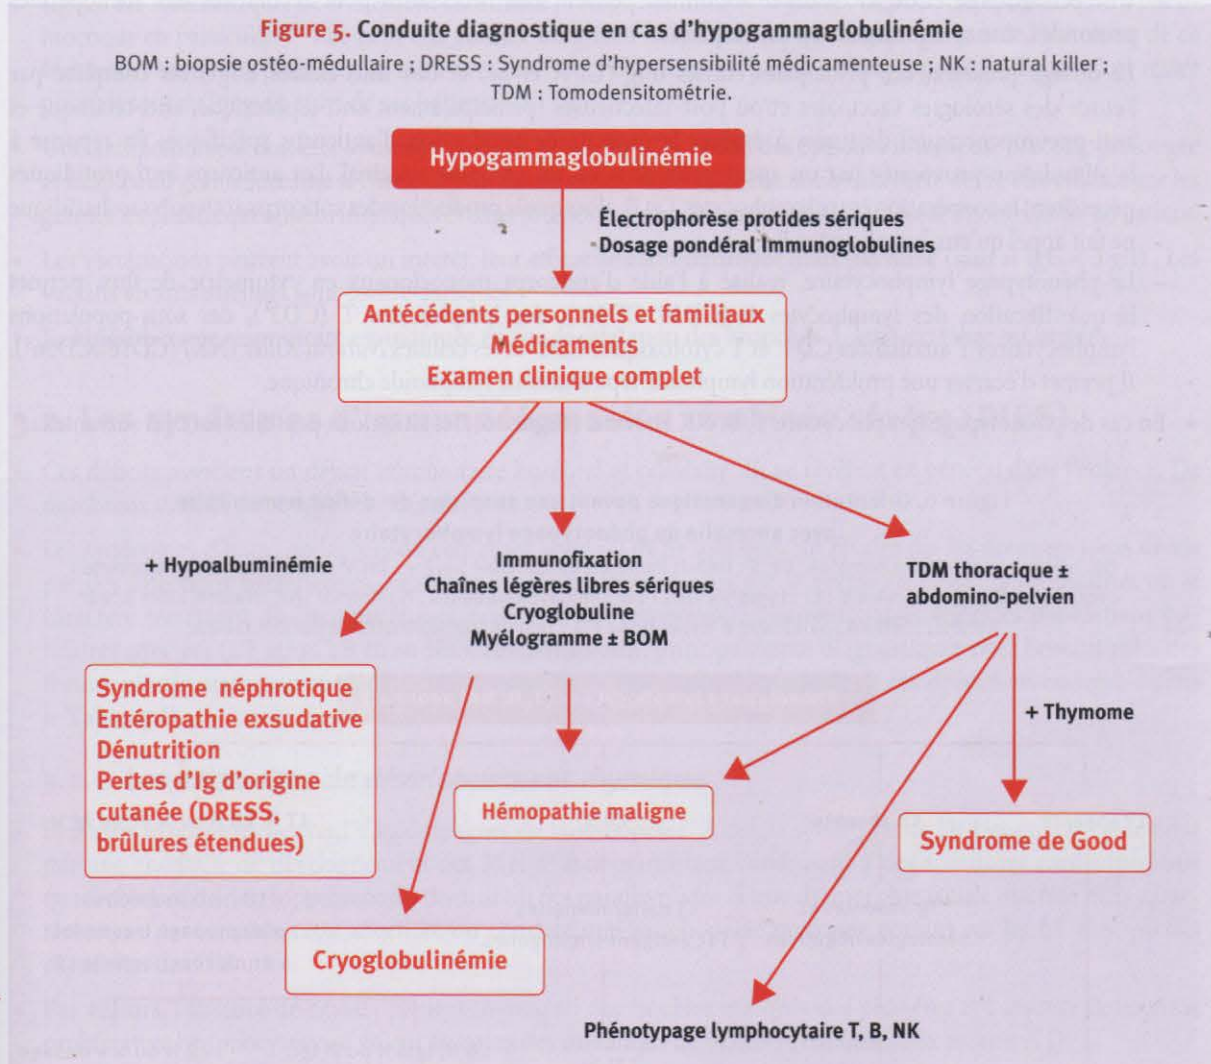 Figure 5. Conduite diagnostique en cas d'hypogammaglobulinémie
BOM : biopsie ostéo-médullaire ; DRESS : Syndrome d'hypersensibilité médicamenteuse ; NK : natural killer ;
TDM : Tomodensitométrie.
Hypogammaglobulinémie
Électrophorèse protides sériques
Dosage pondéral immunoglobulines
Antécédents personnels et familiaux
Médicaments
Examen clinique complet
+ Hypoalbuminémie
Immunofixation
Chaînes légères libres sériques
Cryoglobuline
Myélogramme ± BOM
TDM thoracique ±
abdomino-pelvien
Syndrome néphrotique
Entéropathie exsudative
Dénutrition
Pertes d'Ig d'origine
cutanée (DRESS,
brûlures étendues)
+ Thymome
Hémopathie maligne
Syndrome de Good
Cryoglobulinémie
Phénotypage lymphocytaire T, B, NK